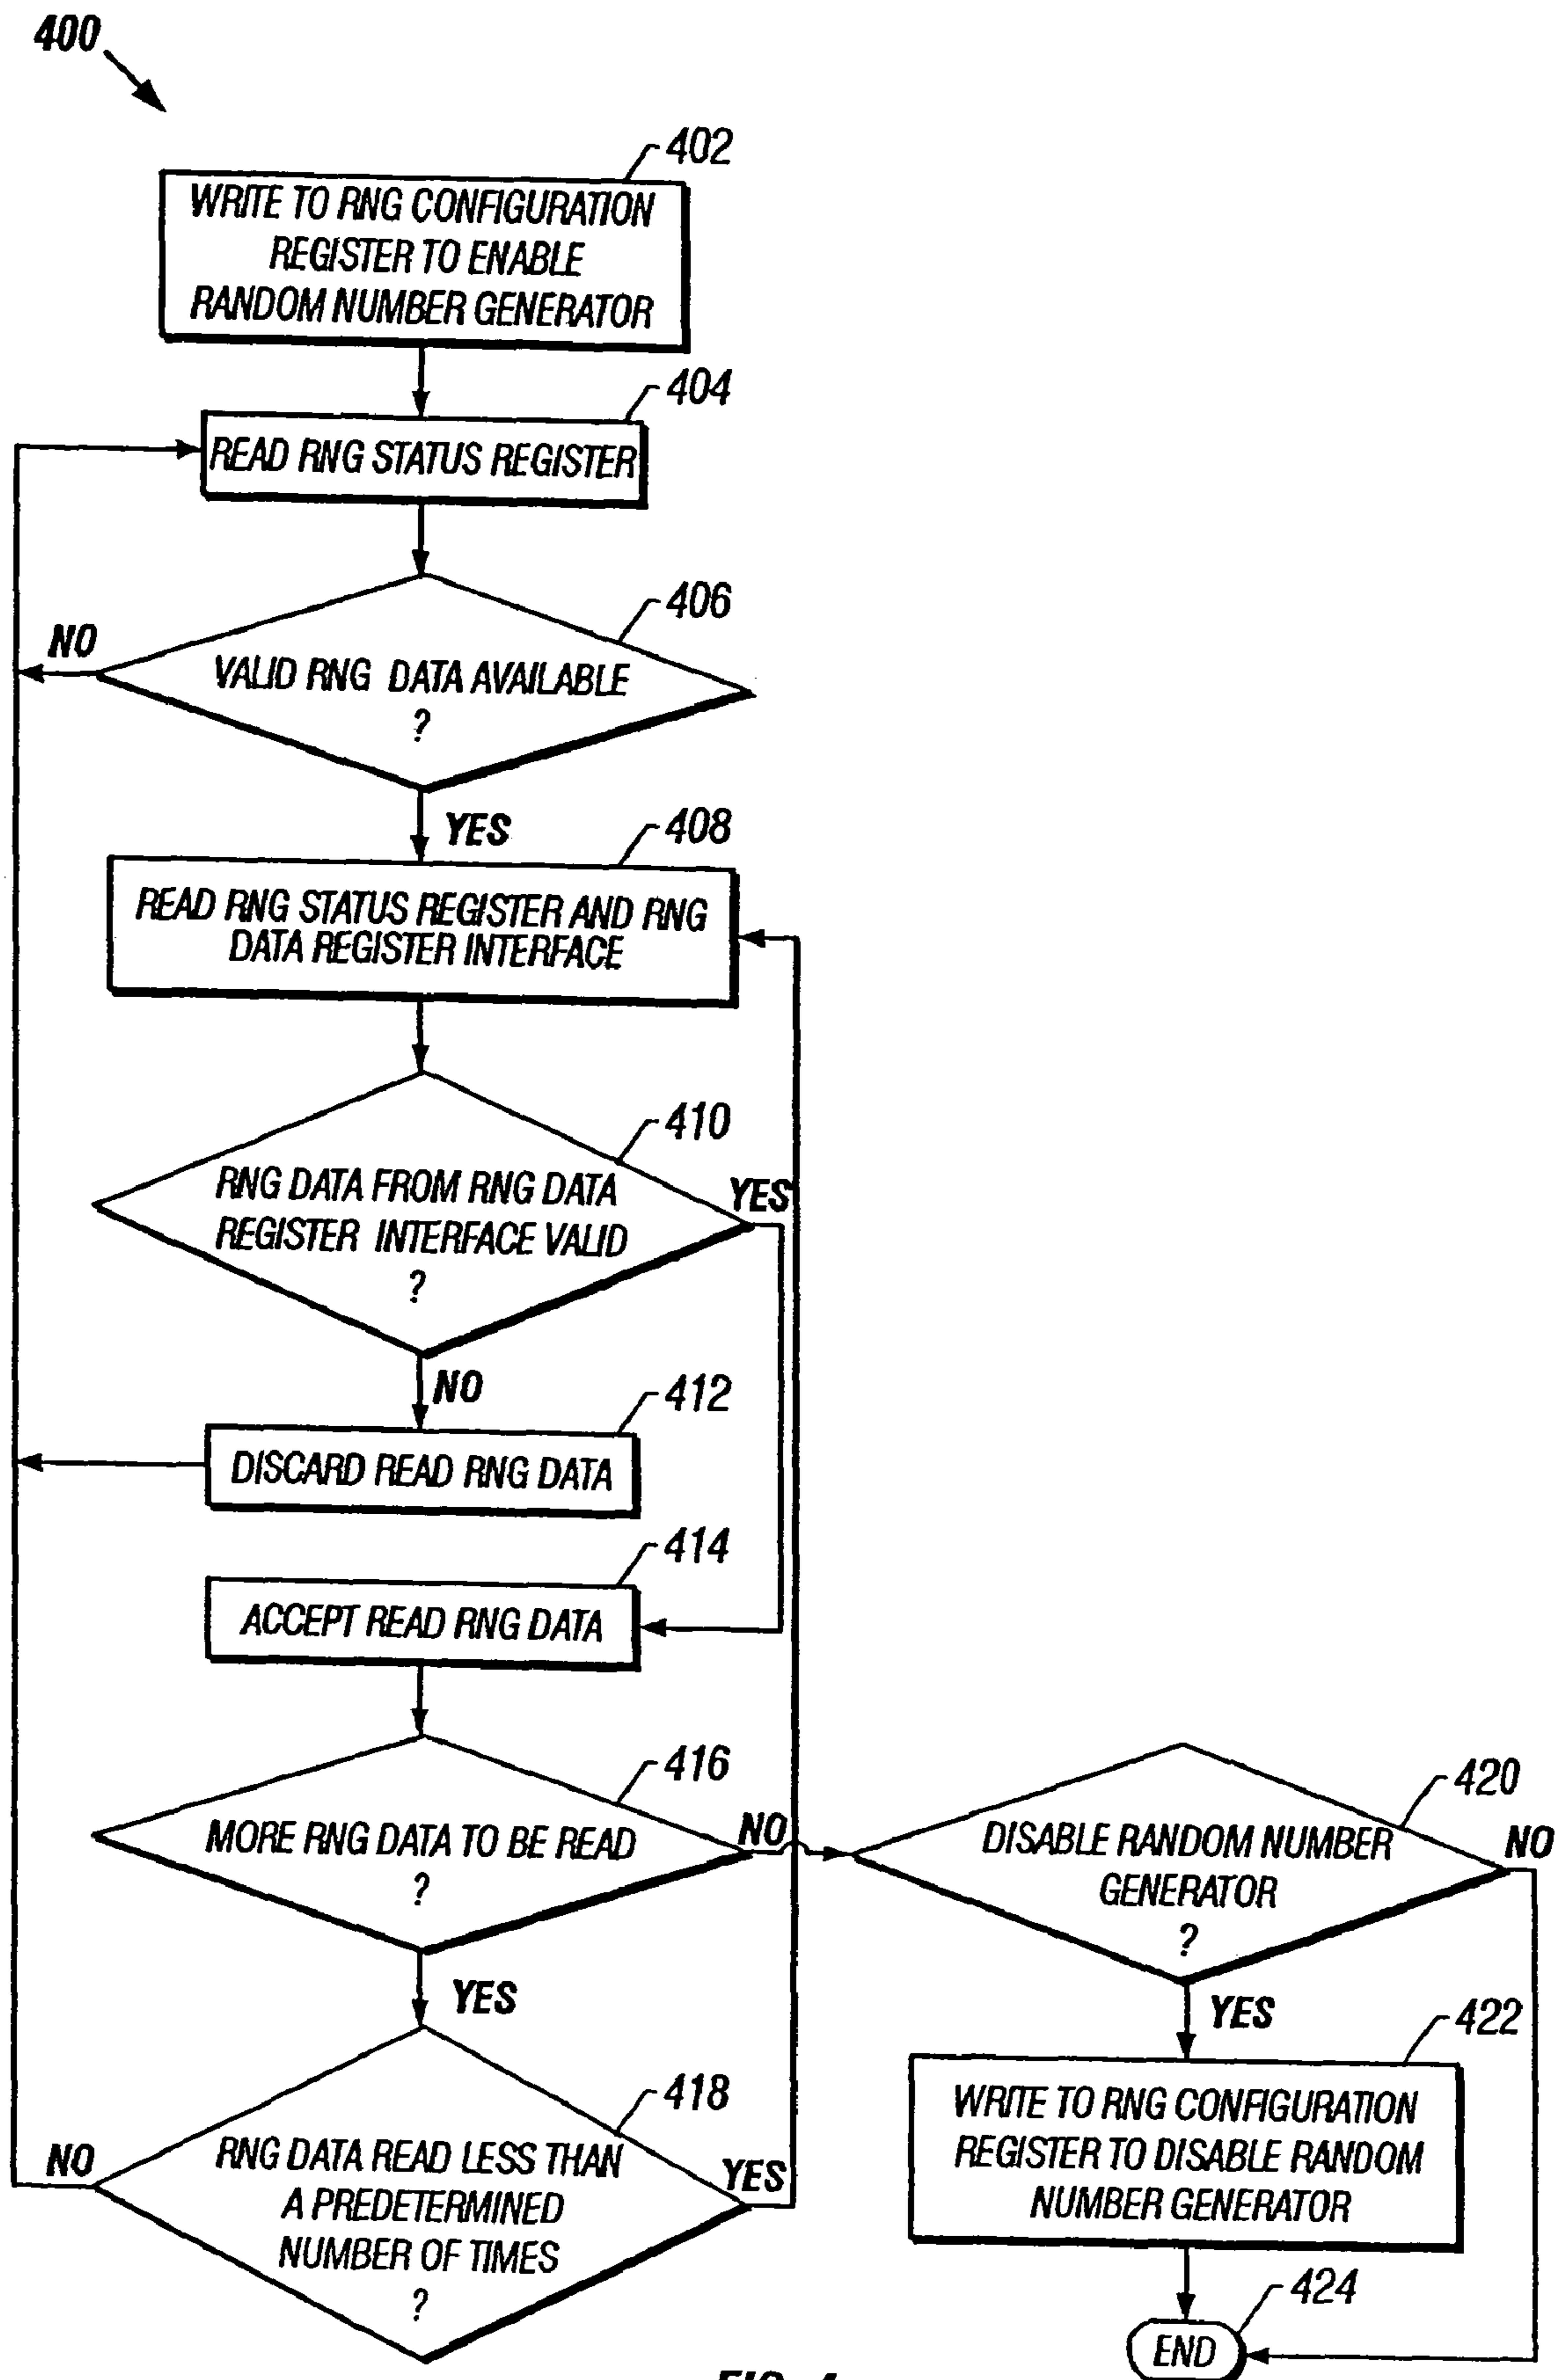 400
402
WRITE TO RNG CONFIGURATION
REGISTER TO ENABLE
RANDOM NUMBER GENERATOR
404
READ RNG STATUS REGISTER
406
NO
VALID RNG DATA AVAILABLE
?
YES
408
READ RNG STATUS REGISTER AND RNG
DATA REGISTER INTERFACE
410
RNG DATA FROM RNG DATA
REGISTER INTERFACE VALID
?
YES
NO
412
DISCARD READ RNG DATA
414
ACCEPT READ RNG DATA
416
MORE RNG DATA TO BE READ
?
NO
YES
418
RNG DATA READ LESS THAN
A PREDETERMINED
NUMBER OF TIMES
?
NO
YES
420
DISABLE RANDOM NUMBER
GENERATOR
?
NO
YES
422
WRITE TO RNG CONFIGURATION
REGISTER TO DISABLE RANDOM
NUMBER GENERATOR
424
END